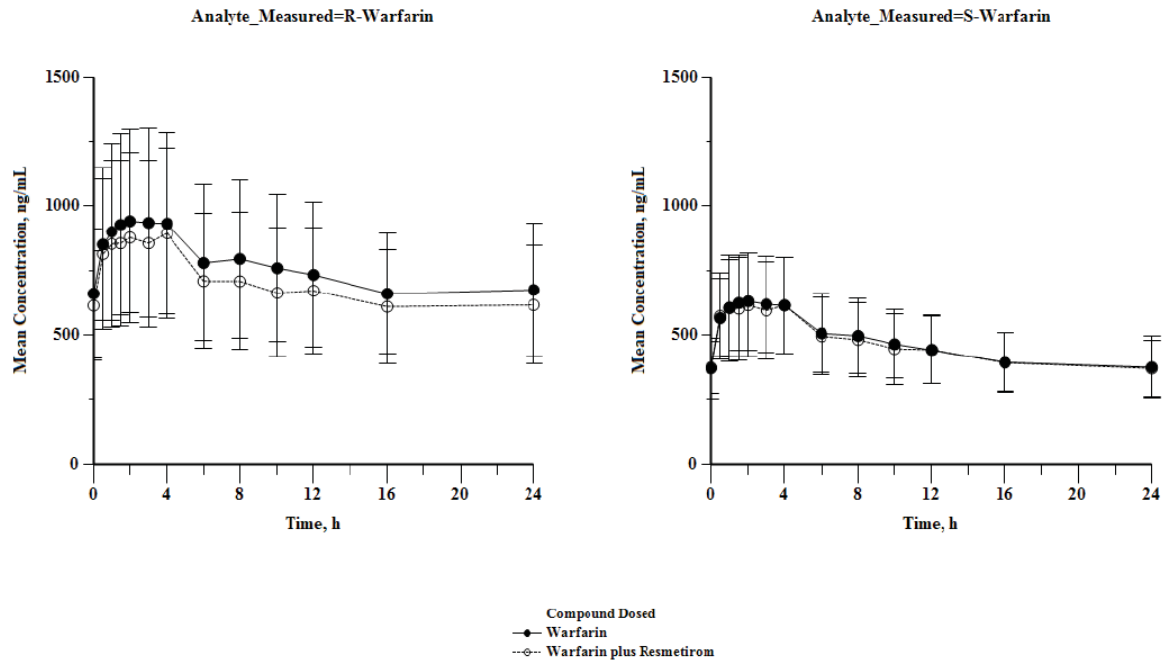 Analyte_Measured=R-Warfarin
1500
1000
500
0
Mean Concentration, ng/mL
0 4 8 12 16 20 24
Time, h
Analyte_Measured=S-Warfarin
1500
1000
500
0
Mean Concentration, ng/mL
0 4 8 12 16 20 24
Time, h
Compound Dosed
Warfarin
Warfarin plus Resmetirom